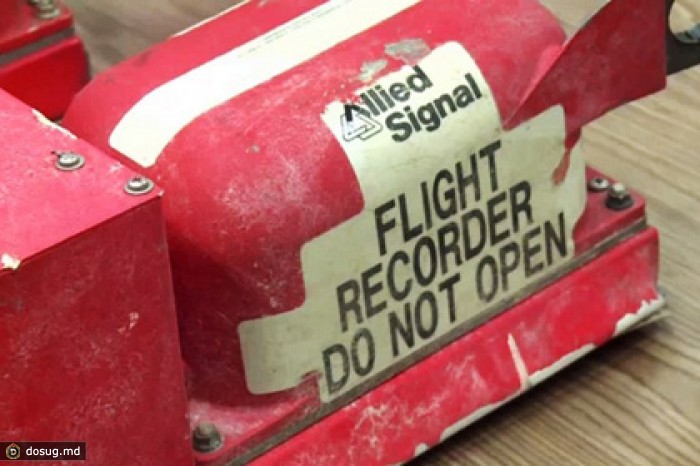 Allied
Signal
FLIGHT
RECORDER
DO NOT OPEN
dosug.md